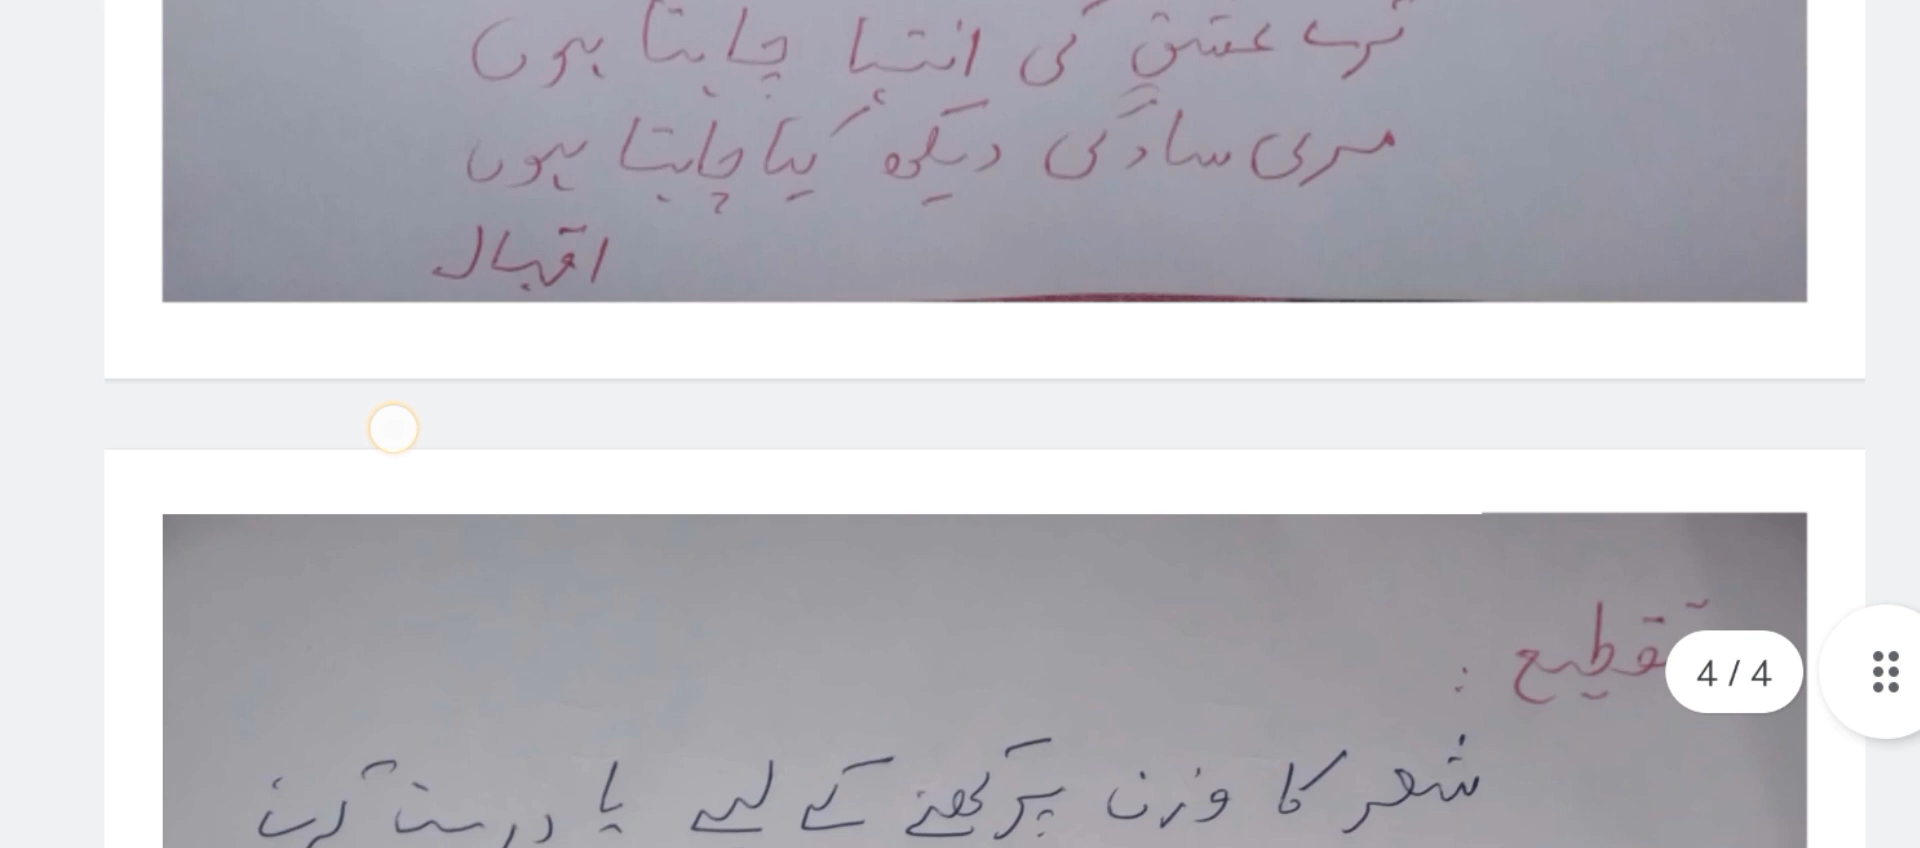 ترے عشق کی انتہا چاہتا ہوں
مری سادگی دیکھ کیا چاہتا ہوں
اقبال
تقطیع :
4 / 4
شعر کا وزن پرکھنے کے لیے یا درست کرنے